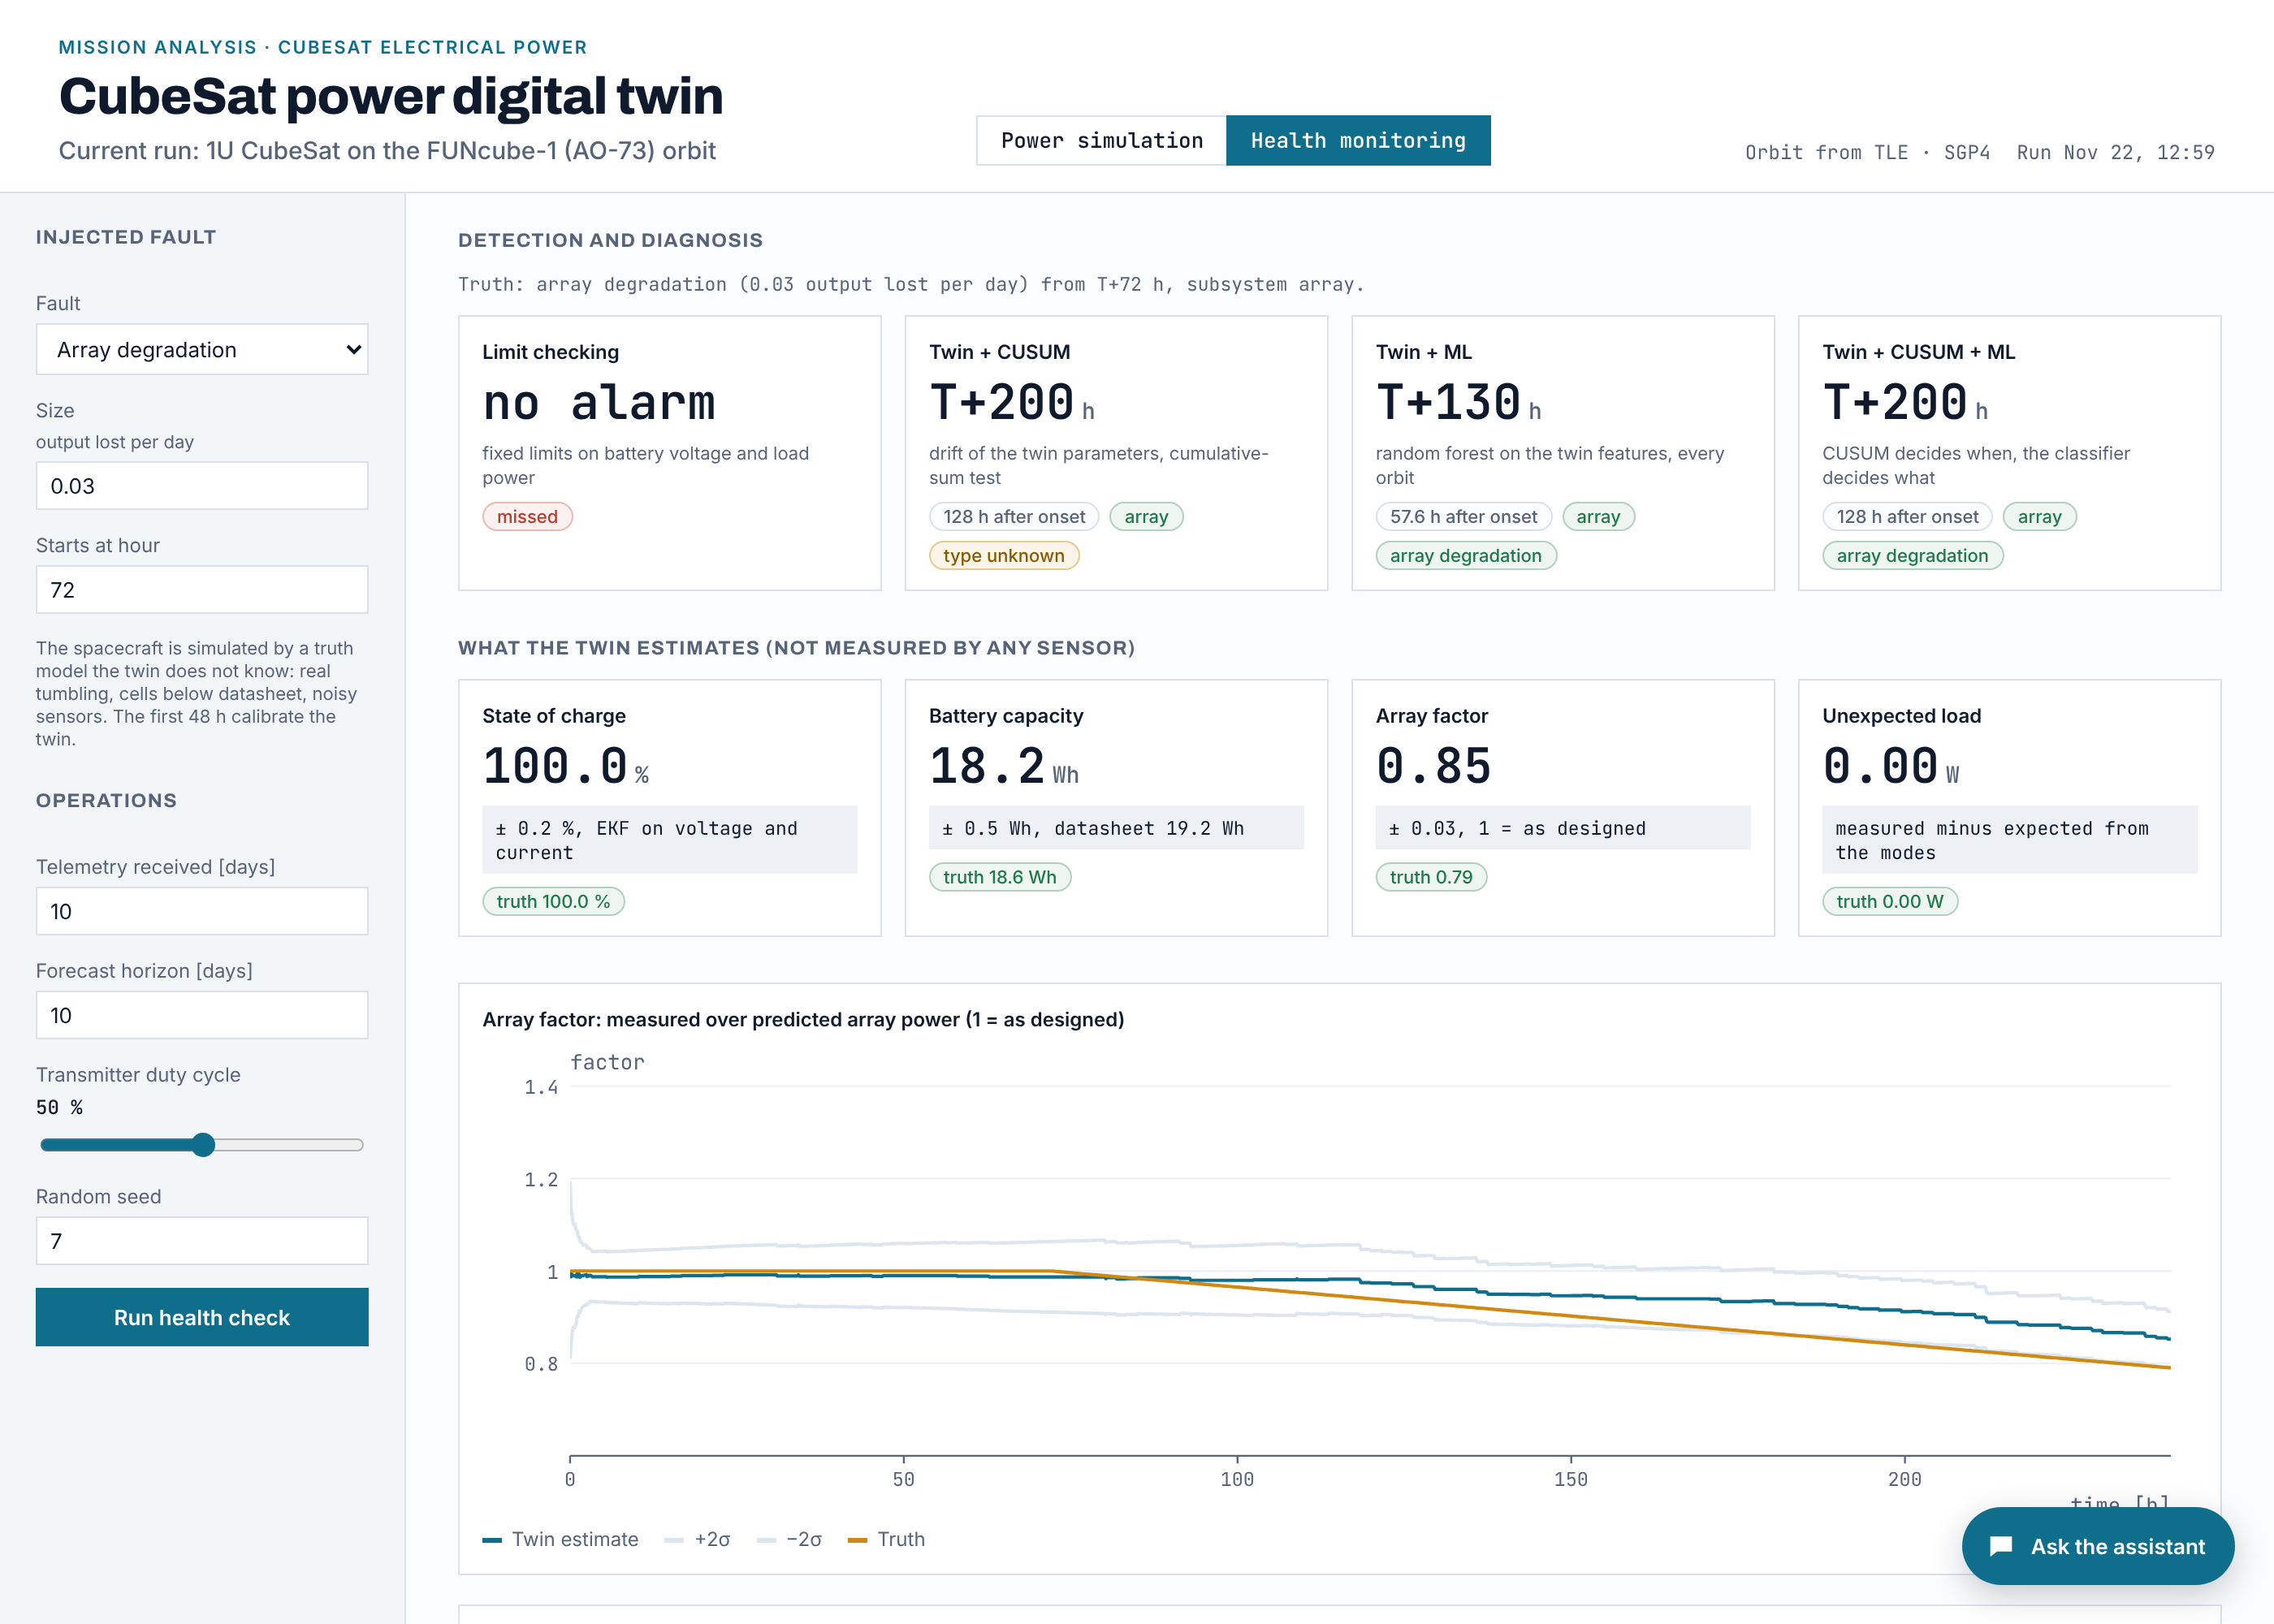 MISSION ANALYSIS · CUBESAT ELECTRICAL POWER
CubeSat power digital twin
Current run: 1U CubeSat on the FUNcube-1 (AO-73) orbit
Power simulation
Health monitoring
Orbit from TLE · SGP4
Run Nov 22, 12:59
INJECTED FAULT
Fault
Array degradation
Size
output lost per day
0.03
Starts at hour
72
The spacecraft is simulated by a truth
model the twin does not know: real
tumbling, cells below datasheet, noisy
sensors. The first 48 h calibrate the
twin.
OPERATIONS
Telemetry received [days]
10
Forecast horizon [days]
10
Transmitter duty cycle
50 %
Random seed
7
Run health check
DETECTION AND DIAGNOSIS
Truth: array degradation (0.03 output lost per day) from T+72 h, subsystem array.
Limit checking
no alarm
fixed limits on battery voltage and load
power
missed
Twin + CUSUM
T+200 h
drift of the twin parameters, cumulative-
sum test
128 h after onset
array
type unknown
Twin + ML
T+130 h
random forest on the twin features, every
orbit
57.6 h after onset
array
array degradation
Twin + CUSUM + ML
T+200 h
CUSUM decides when, the classifier
decides what
128 h after onset
array
array degradation
WHAT THE TWIN ESTIMATES (NOT MEASURED BY ANY SENSOR)
State of charge
100.0 %
± 0.2 %, EKF on voltage and
current
truth 100.0 %
Battery capacity
18.2 Wh
± 0.5 Wh, datasheet 19.2 Wh
truth 18.6 Wh
Array factor
0.85
± 0.03, 1 = as designed
truth 0.79
Unexpected load
0.00 W
measured minus expected from
the modes
truth 0.00 W
Array factor: measured over predicted array power (1 = as designed)
factor
1.4
1.2
1
0.8
0
50
100
150
200
time [h]
Twin estimate
+2σ
−2σ
Truth
Ask the assistant